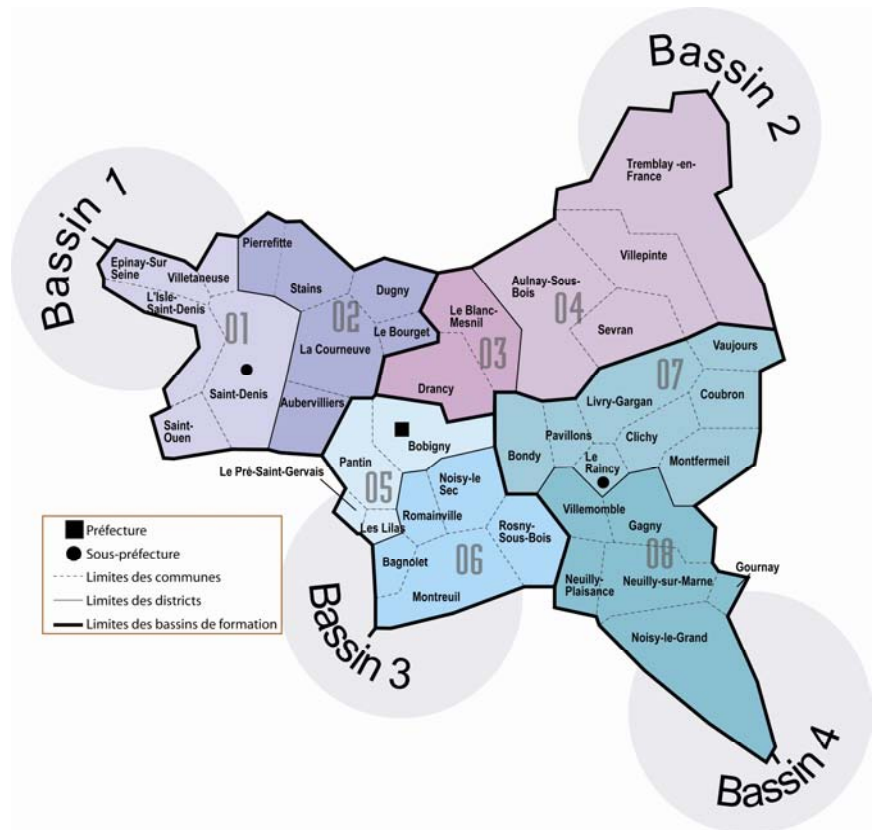 Bassin 1
Bassin 2
Bassin 3
Bassin 4
Epinay-Sur
Seine
Villetaneuse
L'Isle-
Saint-Denis
01
Saint-Denis
Saint-
Ouen
Pierrefitte
Stains
Dugny
02
Le Bourget
La Courneuve
Aubervilliers
Le Blanc-
Mesnil
03
Drancy
Tremblay -en-
France
Villepinte
Aulnay-Sous-
Bois
04
Sevran
Vaujours
07
Livry-Gargan
Coubron
Pavillons
Clichy
Bondy
Le
Raincy
Montfermeil
Bobigny
Pantin
Le Pré-Saint-Gervais
05
Les Lilas
Noisy-le
Sec
Romainville
Rosny-
Sous-Bois
Bagnolet
06
Montreuil
Villemomble
Gagny
08
Neuilly-
Plaisance
Neuilly-sur-Marne
Gournay
Noisy-le-Grand
Préfecture
Sous-préfecture
Limites des communes
Limites des districts
Limites des bassins de formation